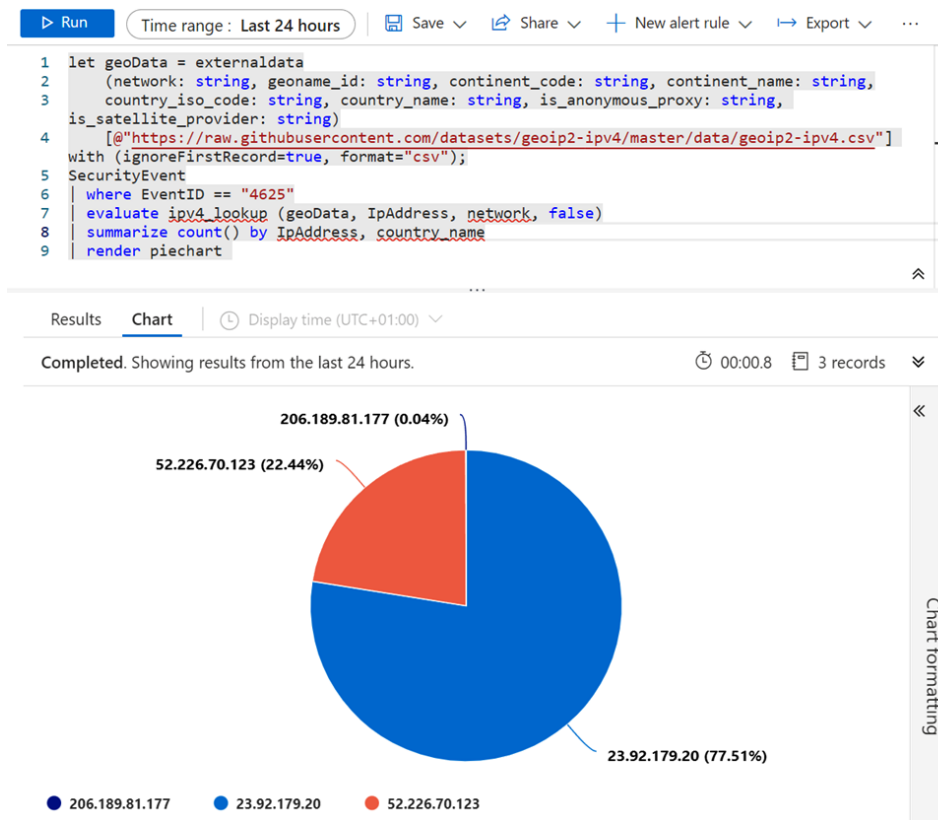 Run
Time range : Last 24 hours
Save
Share
New alert rule
Export
...
1 let geoData = externaldata
2     (network: string, geoname_id: string, continent_code: string, continent_name: string,
3     country_iso_code: string, country_name: string, is_anonymous_proxy: string,
is_satellite_provider: string)
4     [@"https://raw.githubusercontent.com/datasets/geoip2-ipv4/master/data/geoip2-ipv4.csv"]
with (ignoreFirstRecord=true, format="csv");
5 SecurityEvent
6 | where EventID == "4625"
7 | evaluate ipv4_lookup (geoData, IpAddress, network, false)
8 | summarize count() by IpAddress, country_name
9 | render piechart
Results
Chart
Display time (UTC+01:00)
Completed. Showing results from the last 24 hours.
00:00.8
3 records
206.189.81.177 (0.04%)
52.226.70.123 (22.44%)
23.92.179.20 (77.51%)
Chart formatting
206.189.81.177
23.92.179.20
52.226.70.123